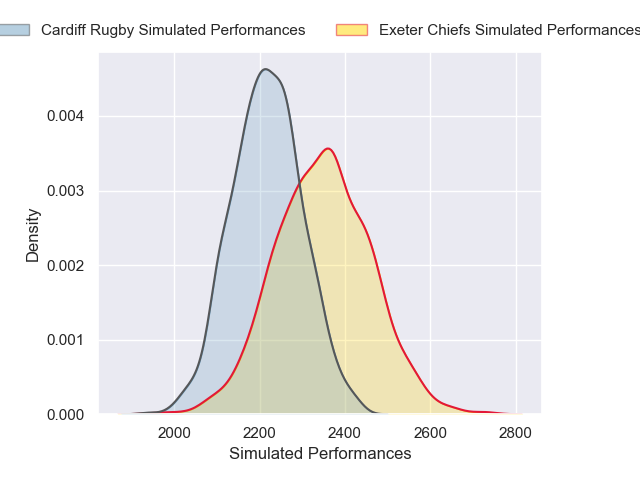 Cardiff Rugby Simulated Performances Exeter Chiefs Simulated Performances
0.004
0.003
0.002
0.001
0.000
Density
2000 2200 2400 2600 2800
Simulated Performances